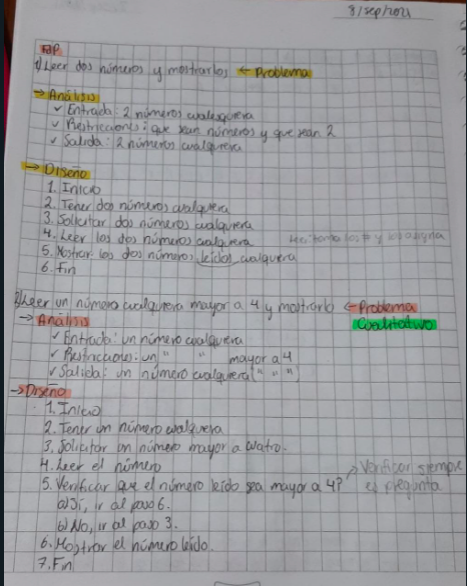 8/sep/2021
FDP
1) Leer dos números y mostrarlos ← Problema
→ Análisis
✓ Entrada: 2 números cualesquiera
✓ Restricciones: que sean números y que sean 2
✓ Salida: 2 números cualquiera
→ Diseño
1. Inicio
2. Tener dos números cualquiera
3. Solicitar dos números cualquiera
4. Leer los dos números cualquiera
los # y
5. Mostrar los dos números leídos cualquiera
6. Fin
2) Leer un número cualquiera mayor a 4 y mostrarlo ← Problema
Cualitativo
→ Análisis
✓ Entrada: un número cualquiera
✓ Restricciones: un " " mayor a 4
✓ Salida: un número cualquiera (" " ")
→ Diseño
1. Inicio
2. Tener un número cualquiera
3. Solicitar un número mayor a cuatro.
4. Leer el número
5. Verificar que el número leído sea mayor a 4? > Verificar siempre
es pregunta
a) Sí, ir al paso 6.
b) No, ir al paso 3.
6. Mostrar el número leído.
7. Fin